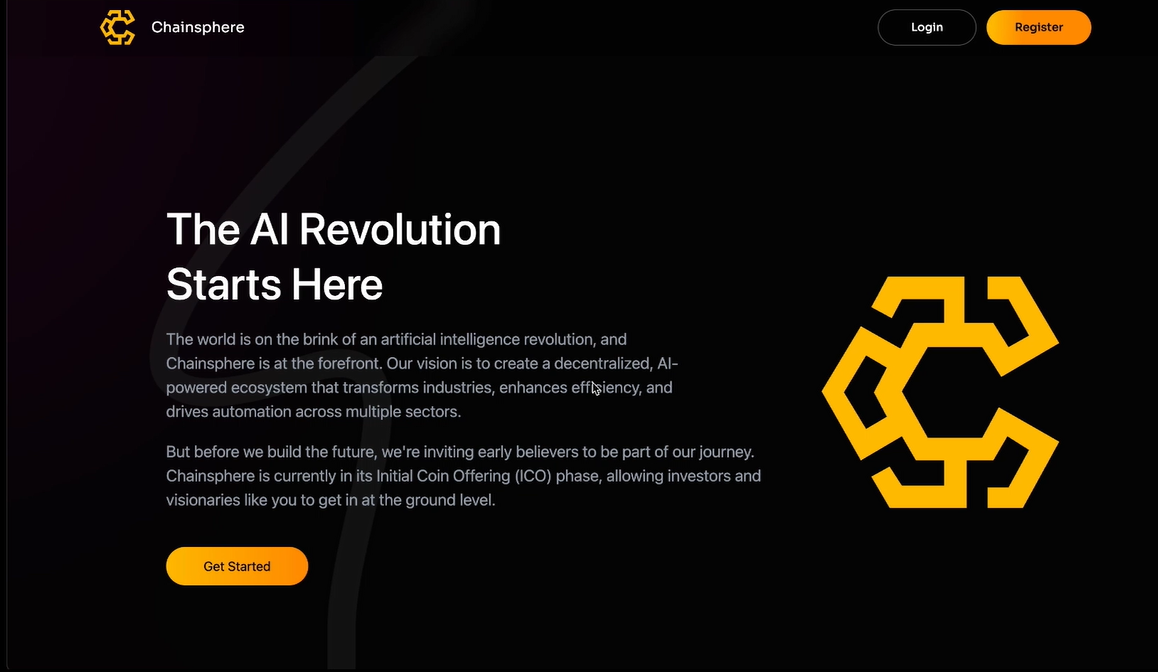 Chainsphere
Login
Register
The AI Revolution
Starts Here
The world is on the brink of an artificial intelligence revolution, and
Chainsphere is at the forefront. Our vision is to create a decentralized, AI-
powered ecosystem that transforms industries, enhances efficiency, and
drives automation across multiple sectors.
But before we build the future, we're inviting early believers to be part of our journey.
Chainsphere is currently in its Initial Coin Offering (ICO) phase, allowing investors and
visionaries like you to get in at the ground level.
Get Started